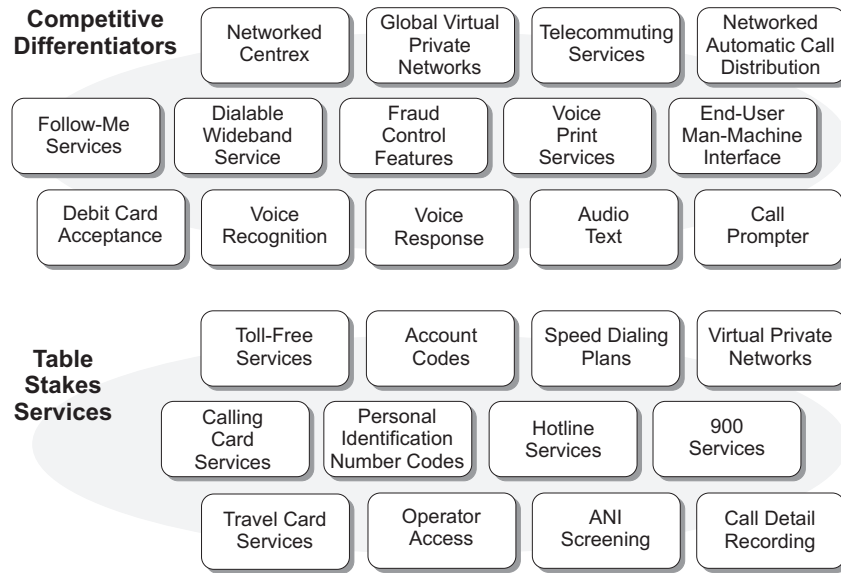 Competitive
Differentiators
Networked
Centrex
Global Virtual
Private
Networks
Telecommuting
Services
Networked
Automatic Call
Distribution
Follow-Me
Services
Dialable
Wideband
Service
Fraud
Control
Features
Voice
Print
Services
End-User
Man-Machine
Interface
Debit Card
Acceptance
Voice
Recognition
Voice
Response
Audio
Text
Call
Prompter
Table
Stakes
Services
Toll-Free
Services
Account
Codes
Speed Dialing
Plans
Virtual Private
Networks
Calling
Card
Services
Personal
Identification
Number Codes
Hotline
Services
900
Services
Travel Card
Services
Operator
Access
ANI
Screening
Call Detail
Recording